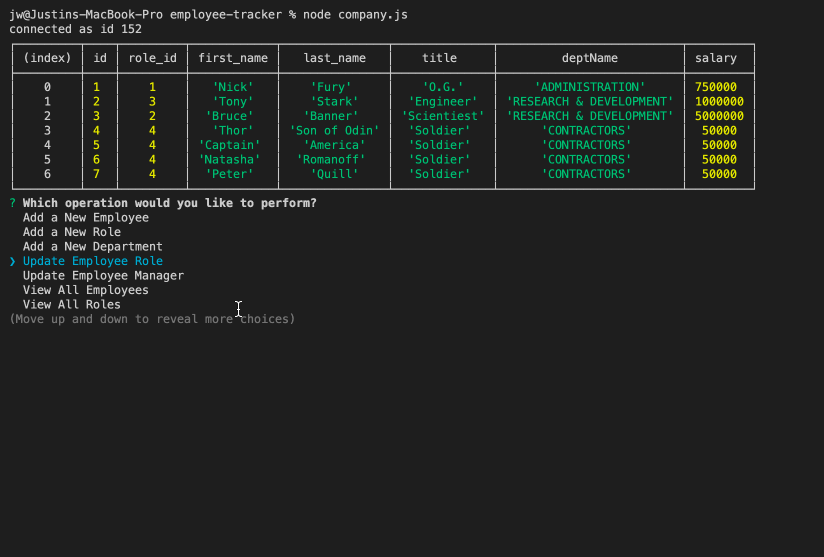 jw@Justins-MacBook-Pro employee-tracker % node company.js
connected as id 152
(index) id role_id first_name last_name title deptName salary
0 1 1 'Nick' 'Fury' 'O.G.' 'ADMINISTRATION' 750000
1 2 3 'Tony' 'Stark' 'Engineer' 'RESEARCH & DEVELOPMENT' 1000000
2 3 2 'Bruce' 'Banner' 'Scientiest' 'RESEARCH & DEVELOPMENT' 5000000
3 4 4 'Thor' 'Son of Odin' 'Soldier' 'CONTRACTORS' 50000
4 5 4 'Captain' 'America' 'Soldier' 'CONTRACTORS' 50000
5 6 4 'Natasha' 'Romanoff' 'Soldier' 'CONTRACTORS' 50000
6 7 4 'Peter' 'Quill' 'Soldier' 'CONTRACTORS' 50000
? Which operation would you like to perform?
Add a New Employee
Add a New Role
Add a New Department
❯ Update Employee Role
Update Employee Manager
View All Employees
View All Roles
(Move up and down to reveal more choices)